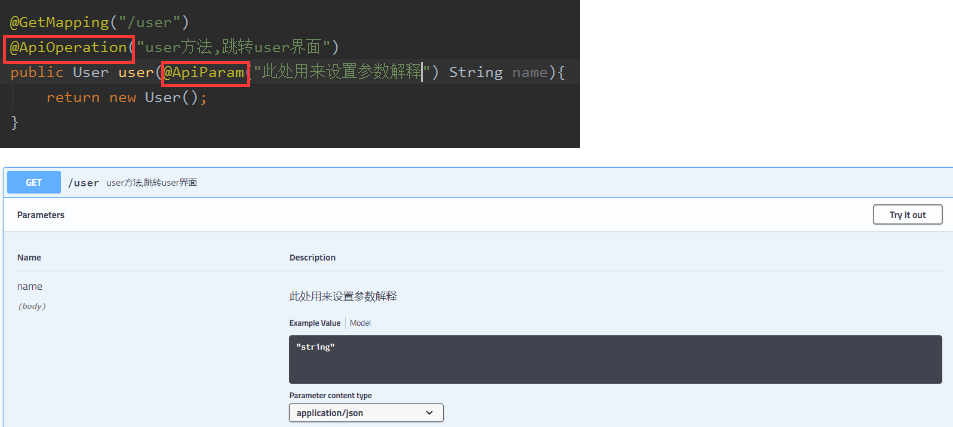 @GetMapping("/user")
@ApiOperation("user方法,跳转user界面")
public User user(@ApiParam("此处用来设置参数解释") String name){
return new User();
}
GET /user user方法,跳转user界面
Parameters Try it out
Name Description
name
此处用来设置参数解释
(body)
Example Value Model
"string"
Parameter content type
application/json